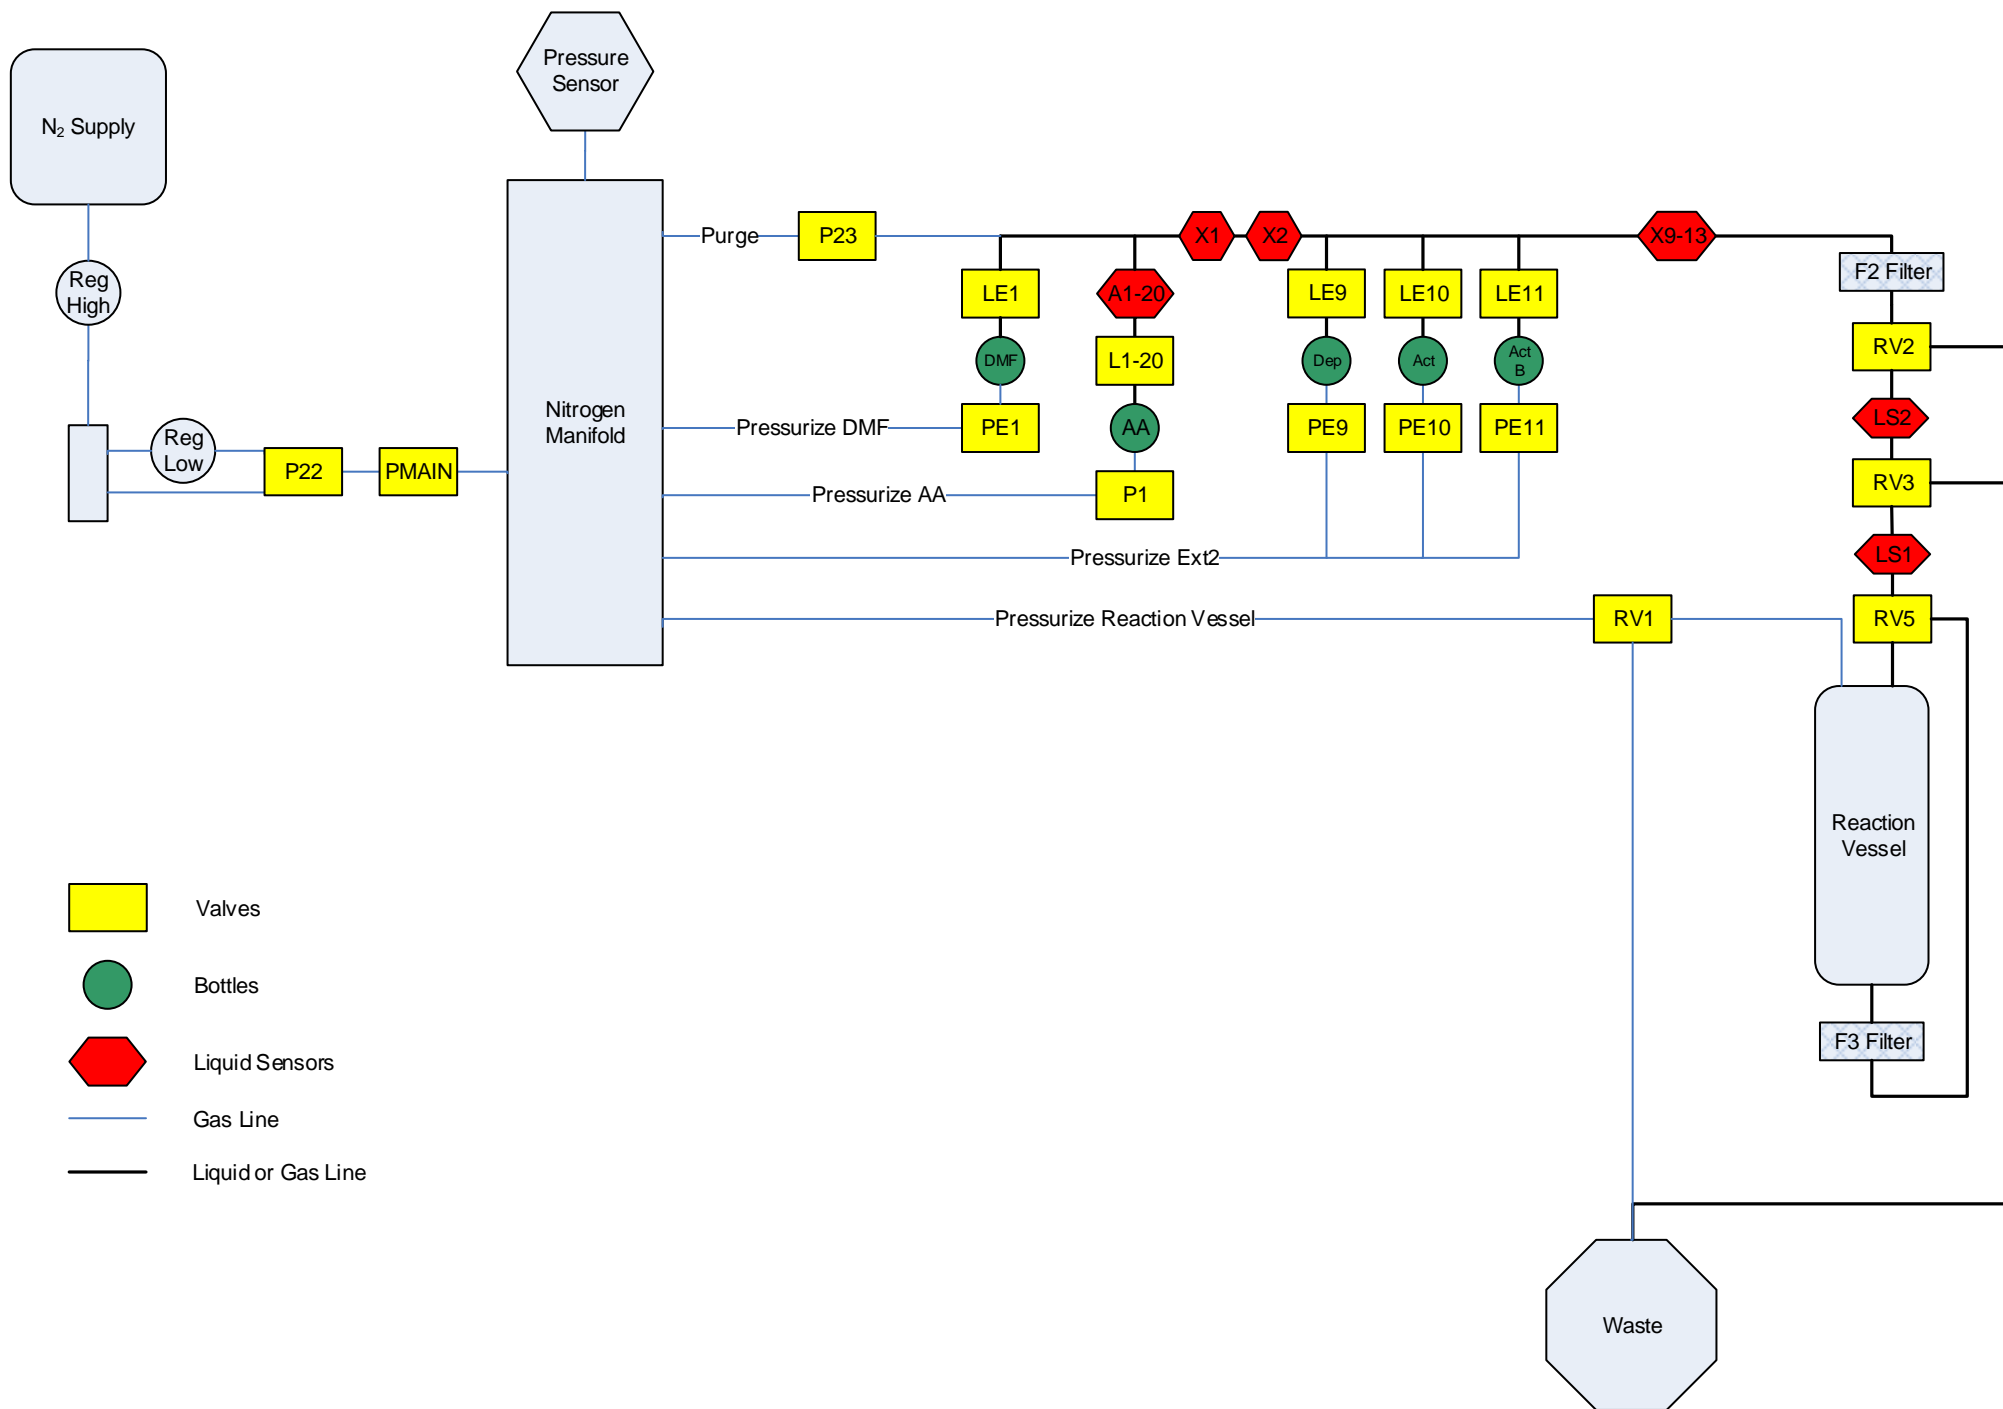 Pressure
Sensor
N₂ Supply
Reg
High
Purge
P23
X1
X2
X9-13
F2 Filter
LE1
A1-20
LE9
LE10
LE11
RV2
DMF
L1-20
Dep
Act
Act
B
LS2
Nitrogen
Manifold
Pressurize DMF
PE1
AA
PE9
PE10
PE11
Reg
Low
P22
PMAIN
RV3
Pressurize AA
P1
Pressurize Ext2
LS1
Pressurize Reaction Vessel
RV1
RV5
Reaction
Vessel
F3 Filter
Valves
Bottles
Liquid Sensors
Gas Line
Liquid or Gas Line
Waste